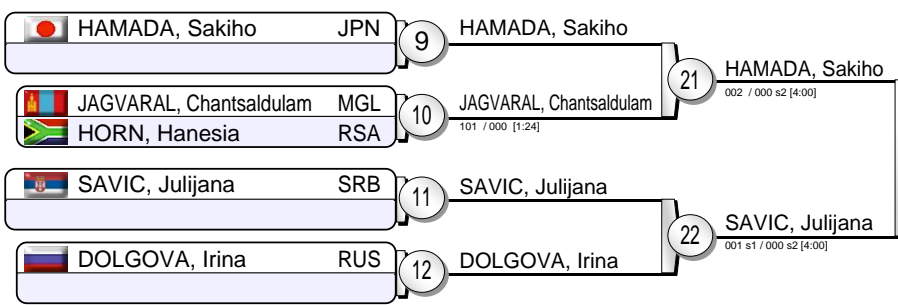 HAMADA, Sakiho JPN
9
HAMADA, Sakiho
JAGVARAL, Chantsaldulam MGL
HORN, Hanesia RSA
10
JAGVARAL, Chantsaldulam
101 / 000 [1:24]
21
HAMADA, Sakiho
002 / 000 s2 [4:00]
SAVIC, Julijana SRB
11
SAVIC, Julijana
DOLGOVA, Irina RUS
12
DOLGOVA, Irina
22
SAVIC, Julijana
001 s1 / 000 s2 [4:00]